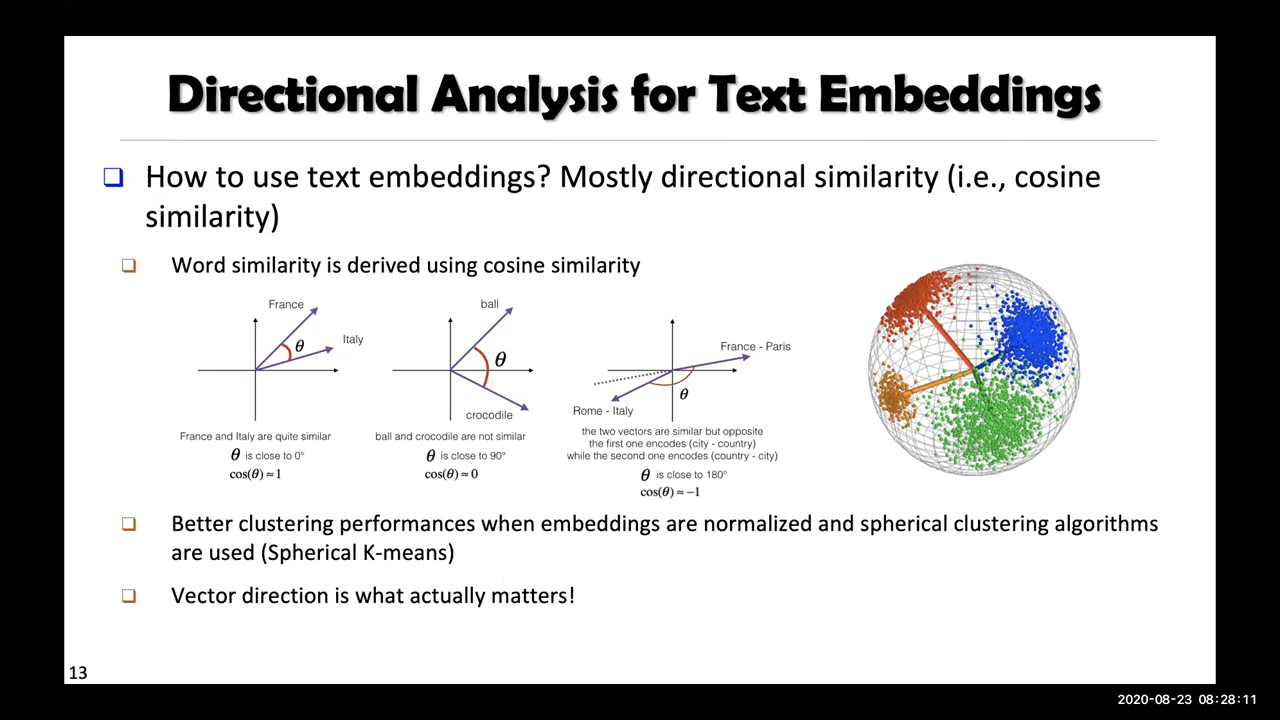 Directional Analysis for Text Embeddings
How to use text embeddings? Mostly directional similarity (i.e., cosine
similarity)
Word similarity is derived using cosine similarity
France
Italy
θ
France and Italy are quite similar
θ is close to 0°
cos(θ) ≈ 1
ball
θ
crocodile
ball and crocodile are not similar
θ is close to 90°
cos(θ) ≈ 0
France - Paris
θ
Rome - Italy
the two vectors are similar but opposite
the first one encodes (city - country)
while the second one encodes (country - city)
θ is close to 180°
cos(θ) ≈ −1
Better clustering performances when embeddings are normalized and spherical clustering algorithms
are used (Spherical K-means)
Vector direction is what actually matters!
13
2020-08-23 08:28:11